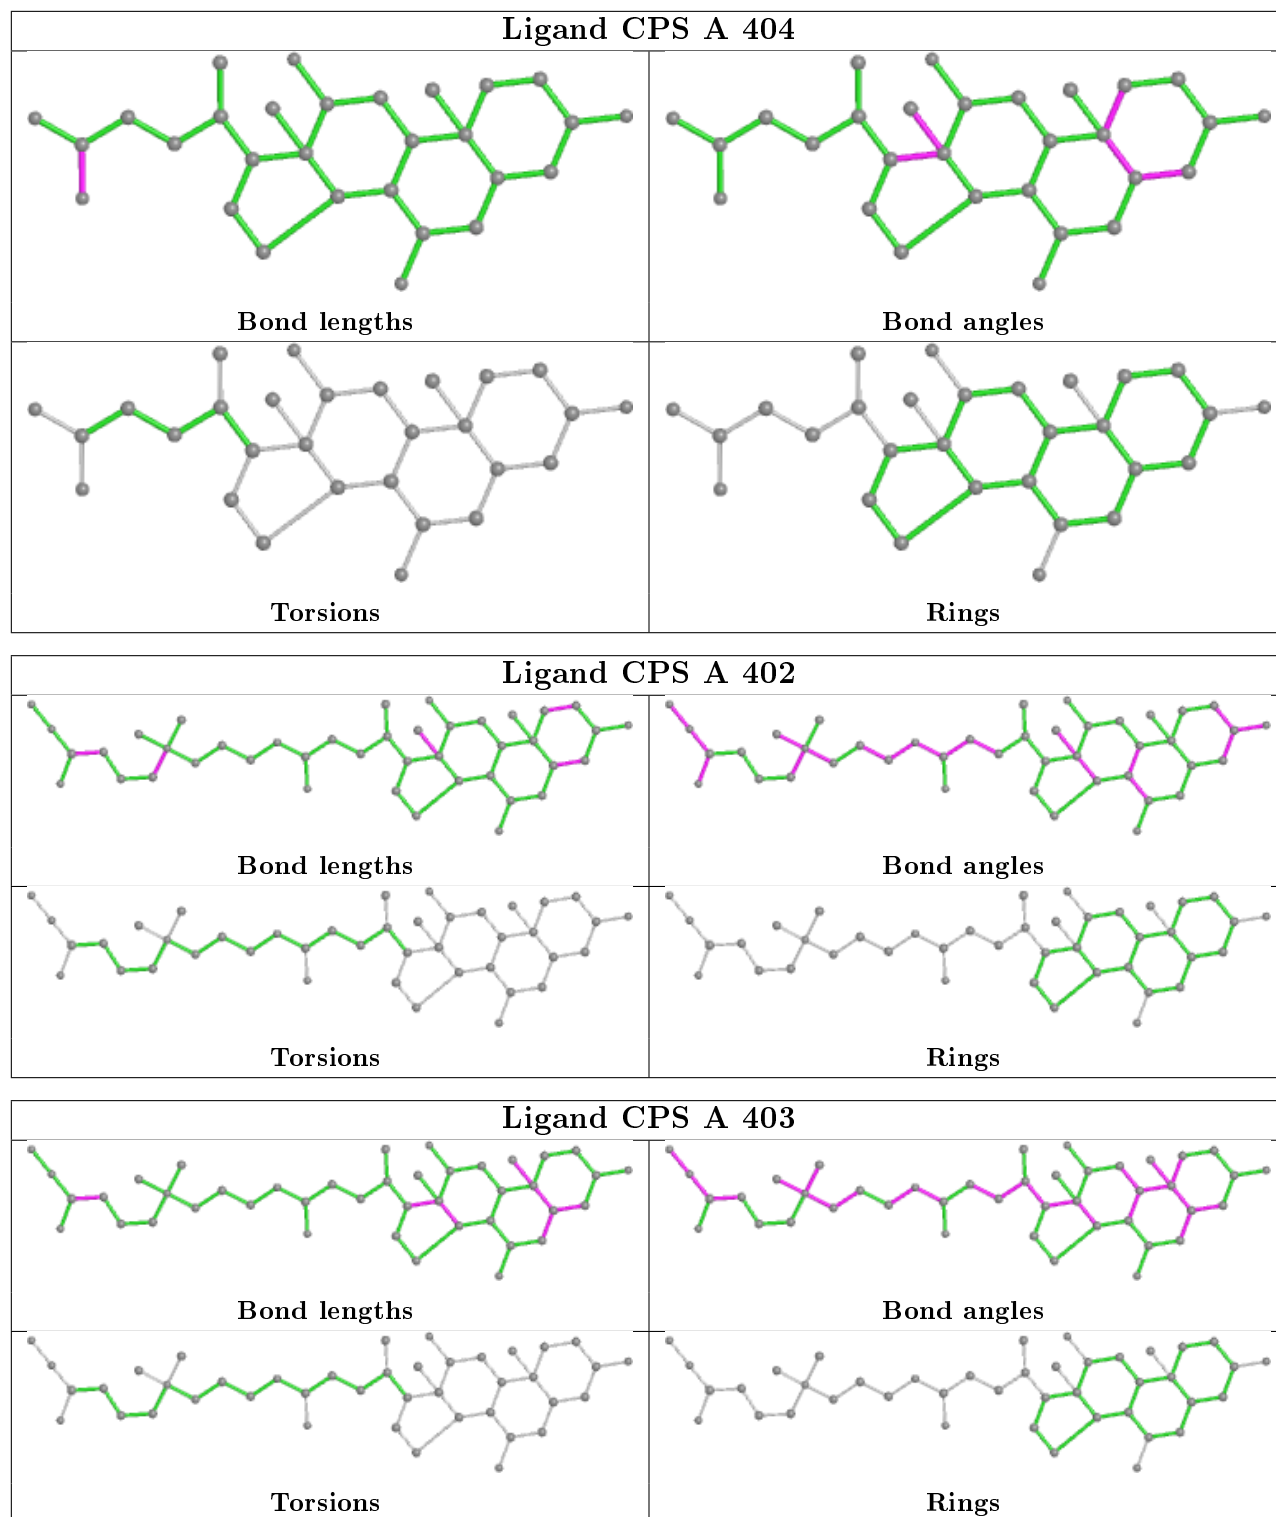 Ligand CPS A 404
Bond lengths
Bond angles
Torsions
Rings
Ligand CPS A 402
Bond lengths
Bond angles
Torsions
Rings
Ligand CPS A 403
Bond lengths
Bond angles
Torsions
Rings